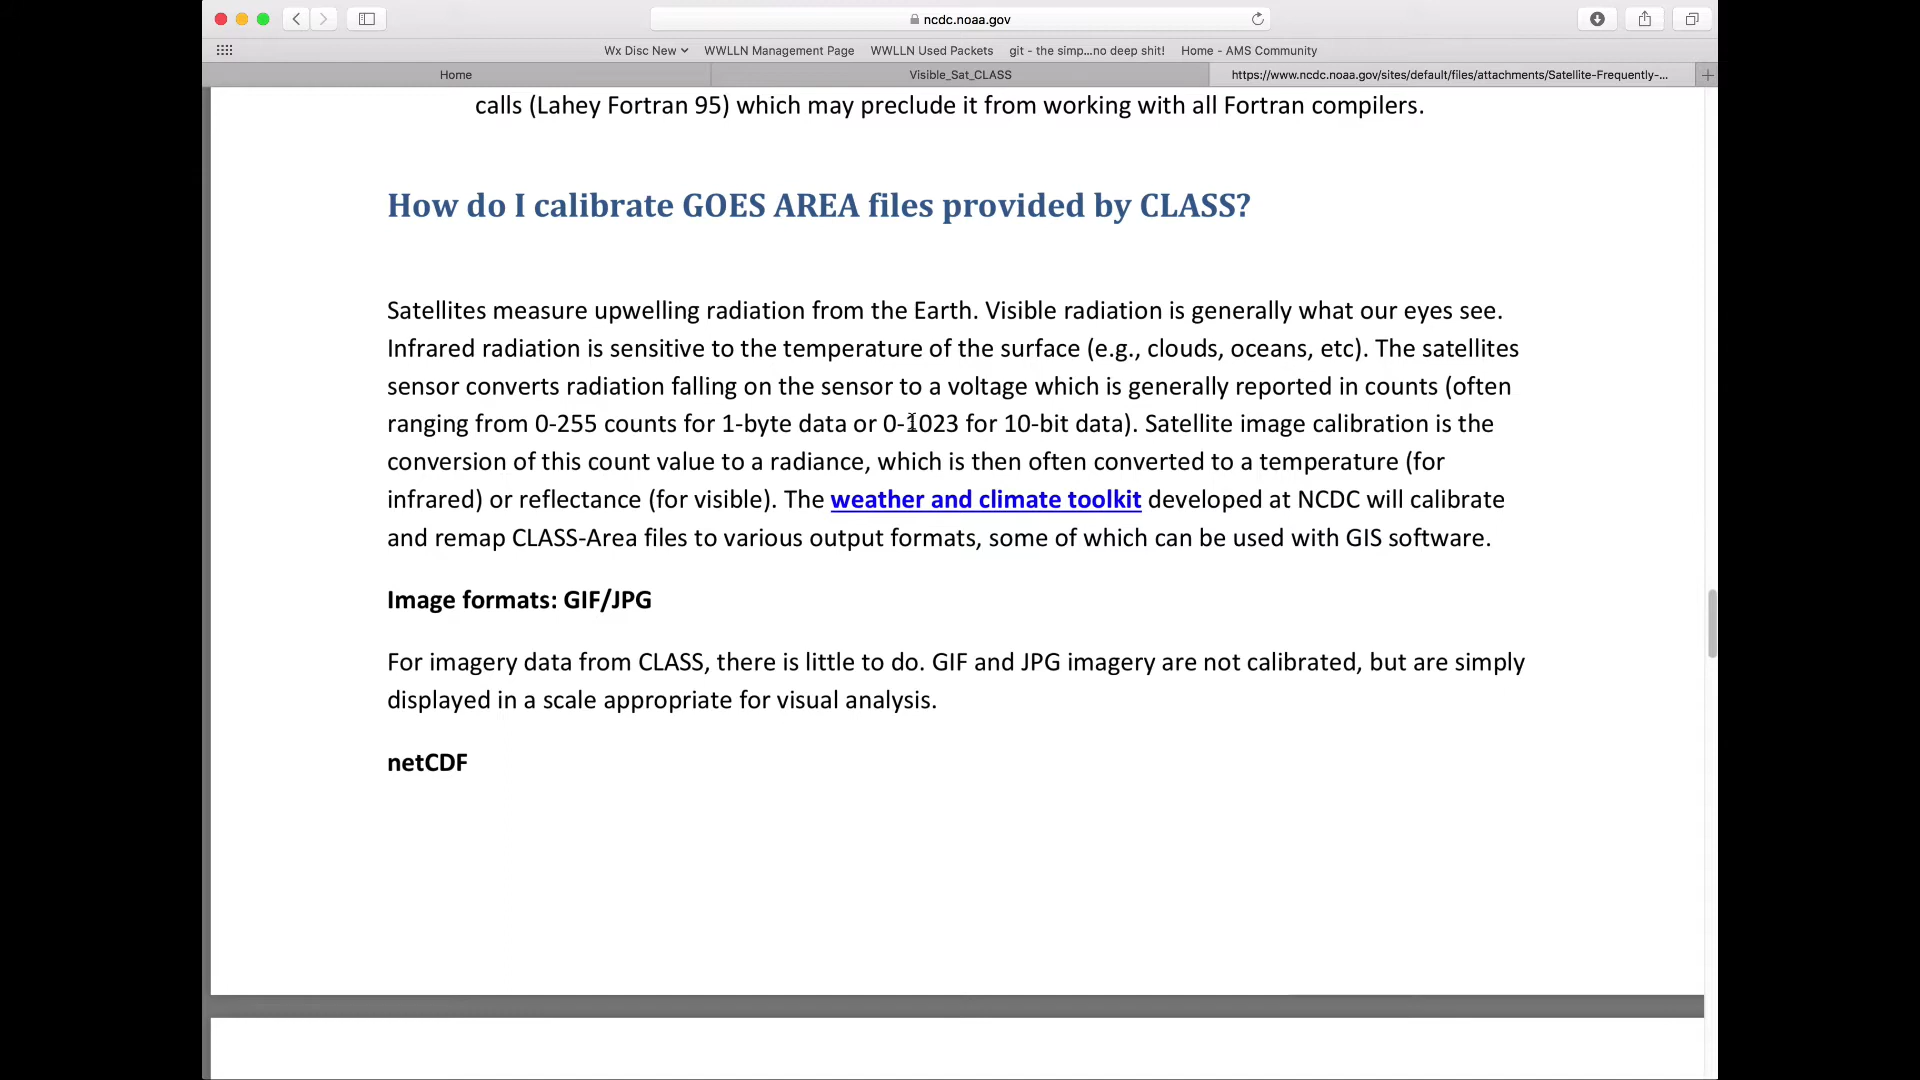 ncdc.noaa.gov
Wx Disc New WWLLN Management Page WWLLN Used Packets git - the simp...no deep shit! Home - AMS Community
Home Visible_Sat_CLASS https://www.ncdc.noaa.gov/sites/default/files/attachments/Satellite-Frequently-...
calls (Lahey Fortran 95) which may preclude it from working with all Fortran compilers.
How do I calibrate GOES AREA files provided by CLASS?
Satellites measure upwelling radiation from the Earth. Visible radiation is generally what our eyes see.
Infrared radiation is sensitive to the temperature of the surface (e.g., clouds, oceans, etc). The satellites
sensor converts radiation falling on the sensor to a voltage which is generally reported in counts (often
ranging from 0-255 counts for 1-byte data or 0-1023 for 10-bit data). Satellite image calibration is the
conversion of this count value to a radiance, which is then often converted to a temperature (for
infrared) or reflectance (for visible). The weather and climate toolkit developed at NCDC will calibrate
and remap CLASS-Area files to various output formats, some of which can be used with GIS software.
Image formats: GIF/JPG
For imagery data from CLASS, there is little to do. GIF and JPG imagery are not calibrated, but are simply
displayed in a scale appropriate for visual analysis.
netCDF